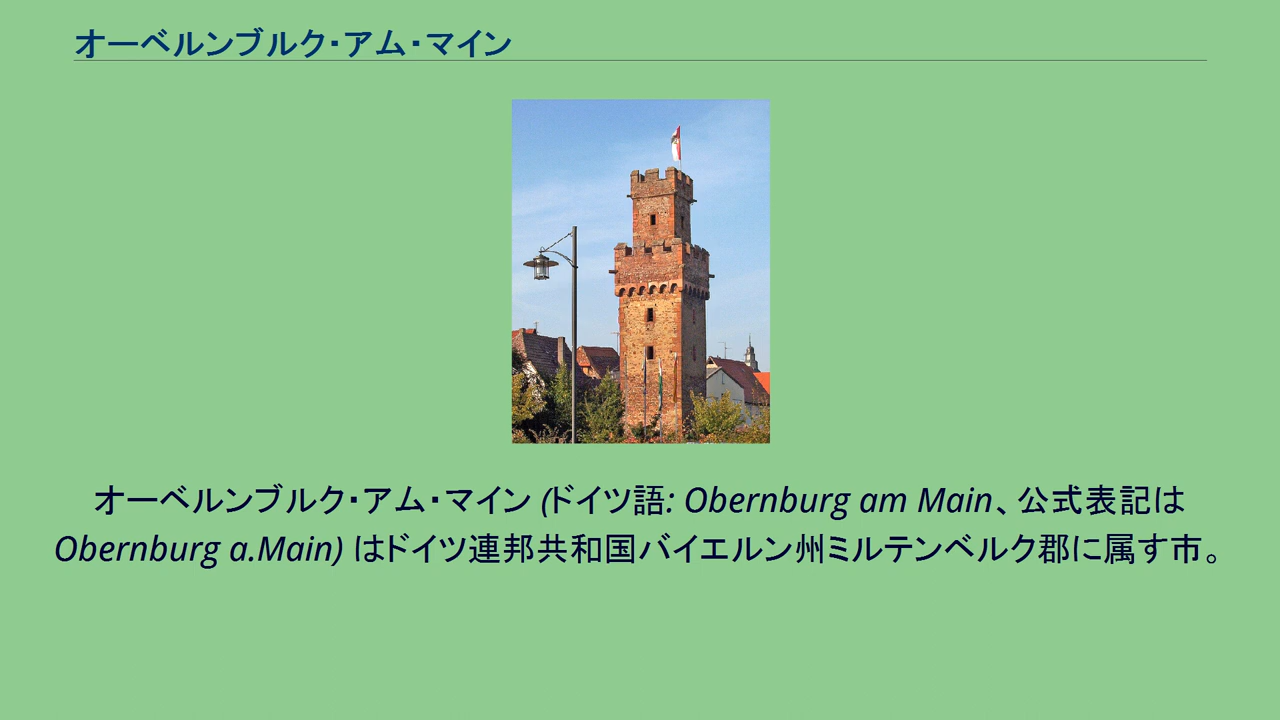 オーベルンブルク・アム・マイン
オーベルンブルク・アム・マイン (ドイツ語: Obernburg am Main、公式表記は
Obernburg a.Main) はドイツ連邦共和国バイエルン州ミルテンベルク郡に属す市。